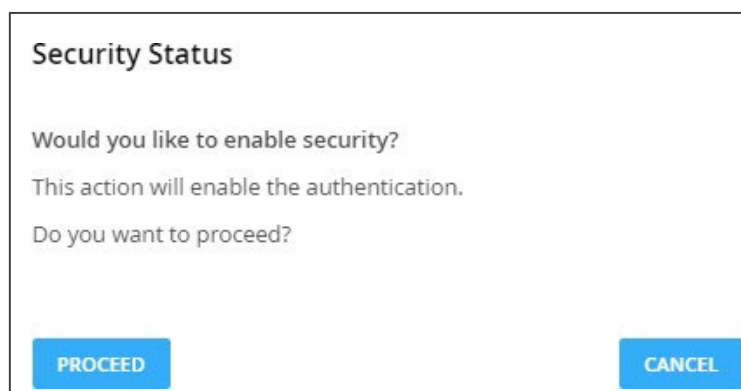 Security Status
Would you like to enable security?
This action will enable the authentication.
Do you want to proceed?
PROCEED
CANCEL